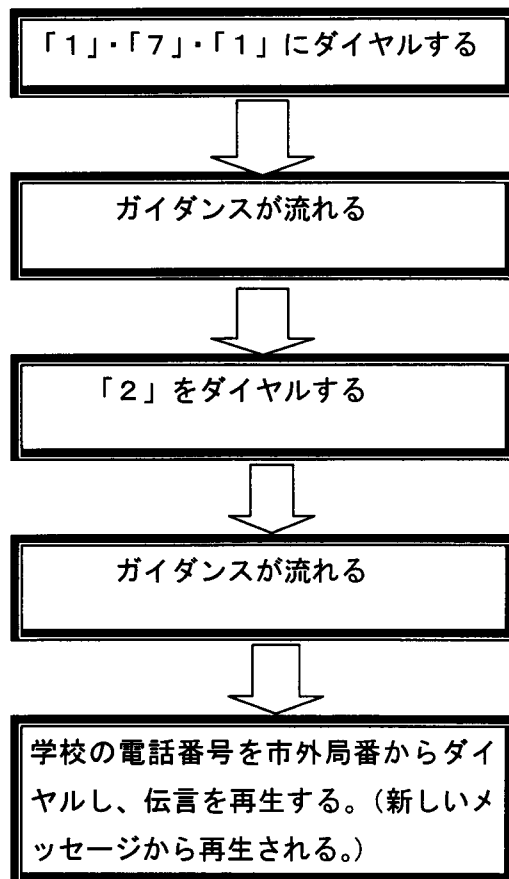 「１」・「７」・「１」にダイヤルする
ガイダンスが流れる
「２」をダイヤルする
ガイダンスが流れる
学校の電話番号を市外局番からダイ
ヤルし、伝言を再生する。（新しいメ
ッセージから再生される。）